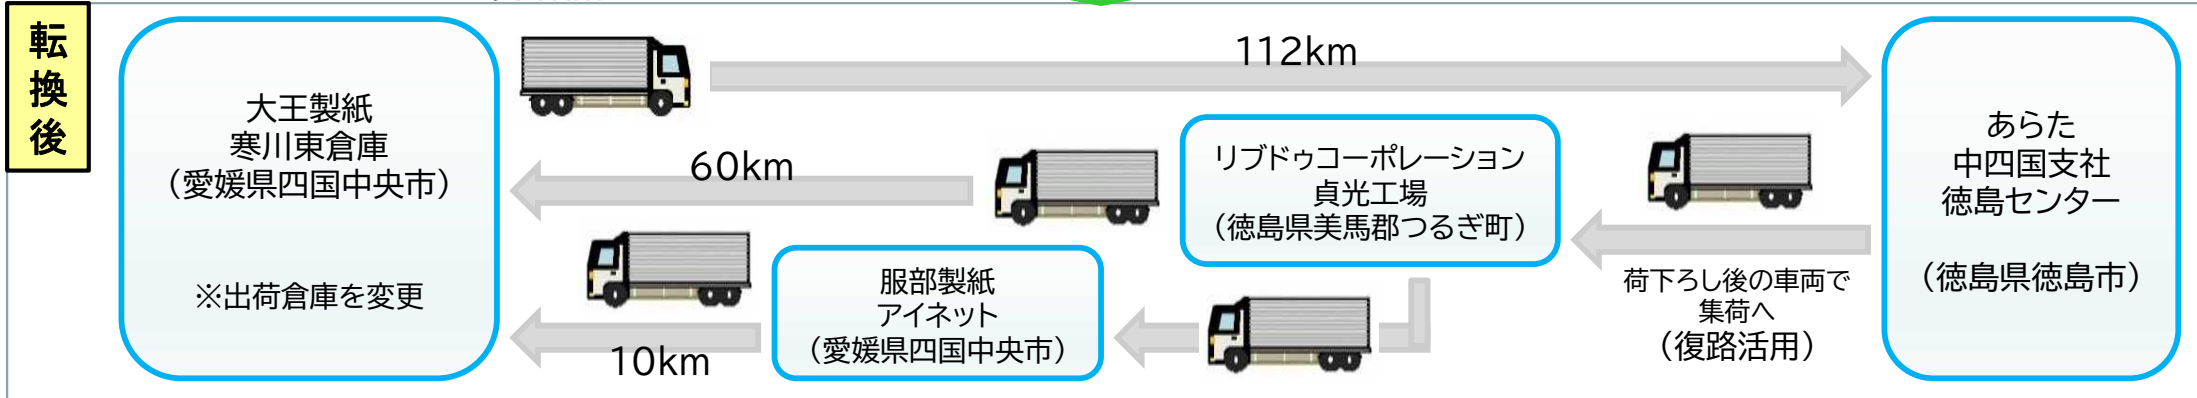 転換後
大王製紙
寒川東倉庫
（愛媛県四国中央市）
※出荷倉庫を変更
112km
60km
10km
リブドゥコーポレーション
貞光工場
（徳島県美馬郡つるぎ町）
服部製紙
アイネット
（愛媛県四国中央市）
荷下ろし後の車両で
集荷へ
（復路活用）
あらた
中四国支社
徳島センター
（徳島県徳島市）